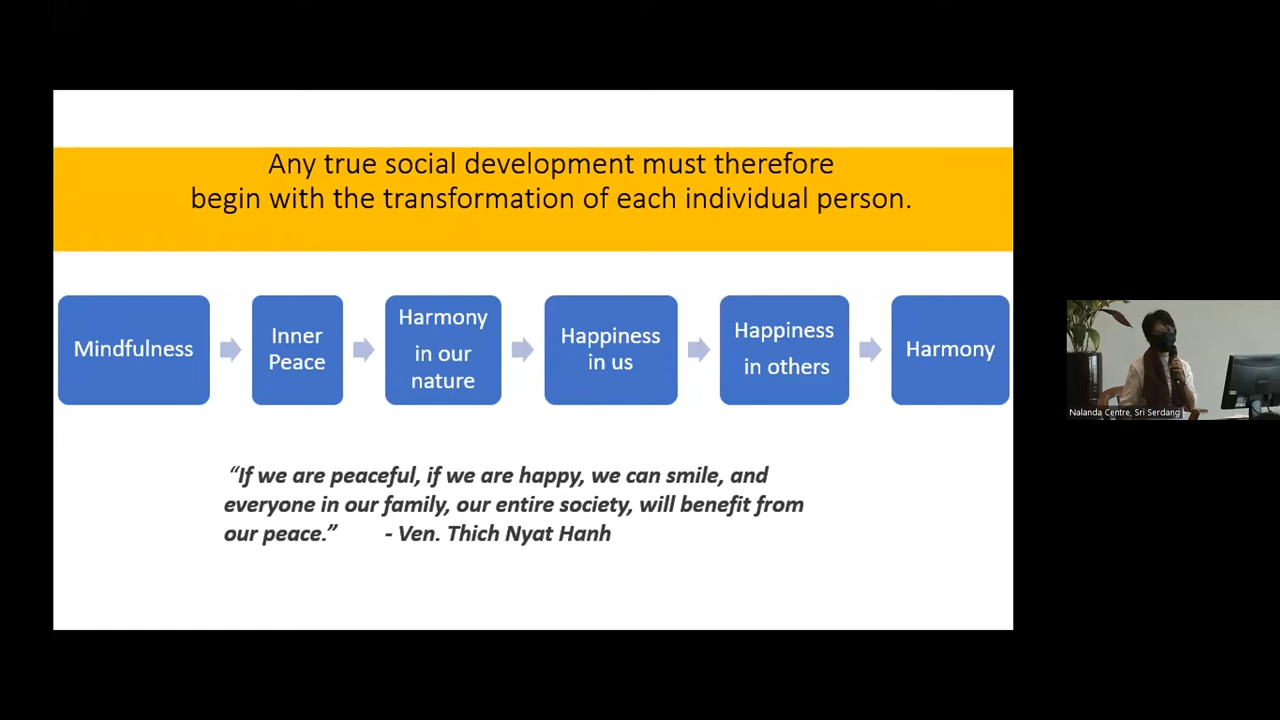 Any true social development must therefore
begin with the transformation of each individual person.
Mindfulness
Inner
Peace
Harmony
in our
nature
Happiness
in us
Happiness
in others
Harmony
“If we are peaceful, if we are happy, we can smile, and
everyone in our family, our entire society, will benefit from
our peace.” - Ven. Thich Nyat Hanh
Nalanda Centre, Sri Serdang